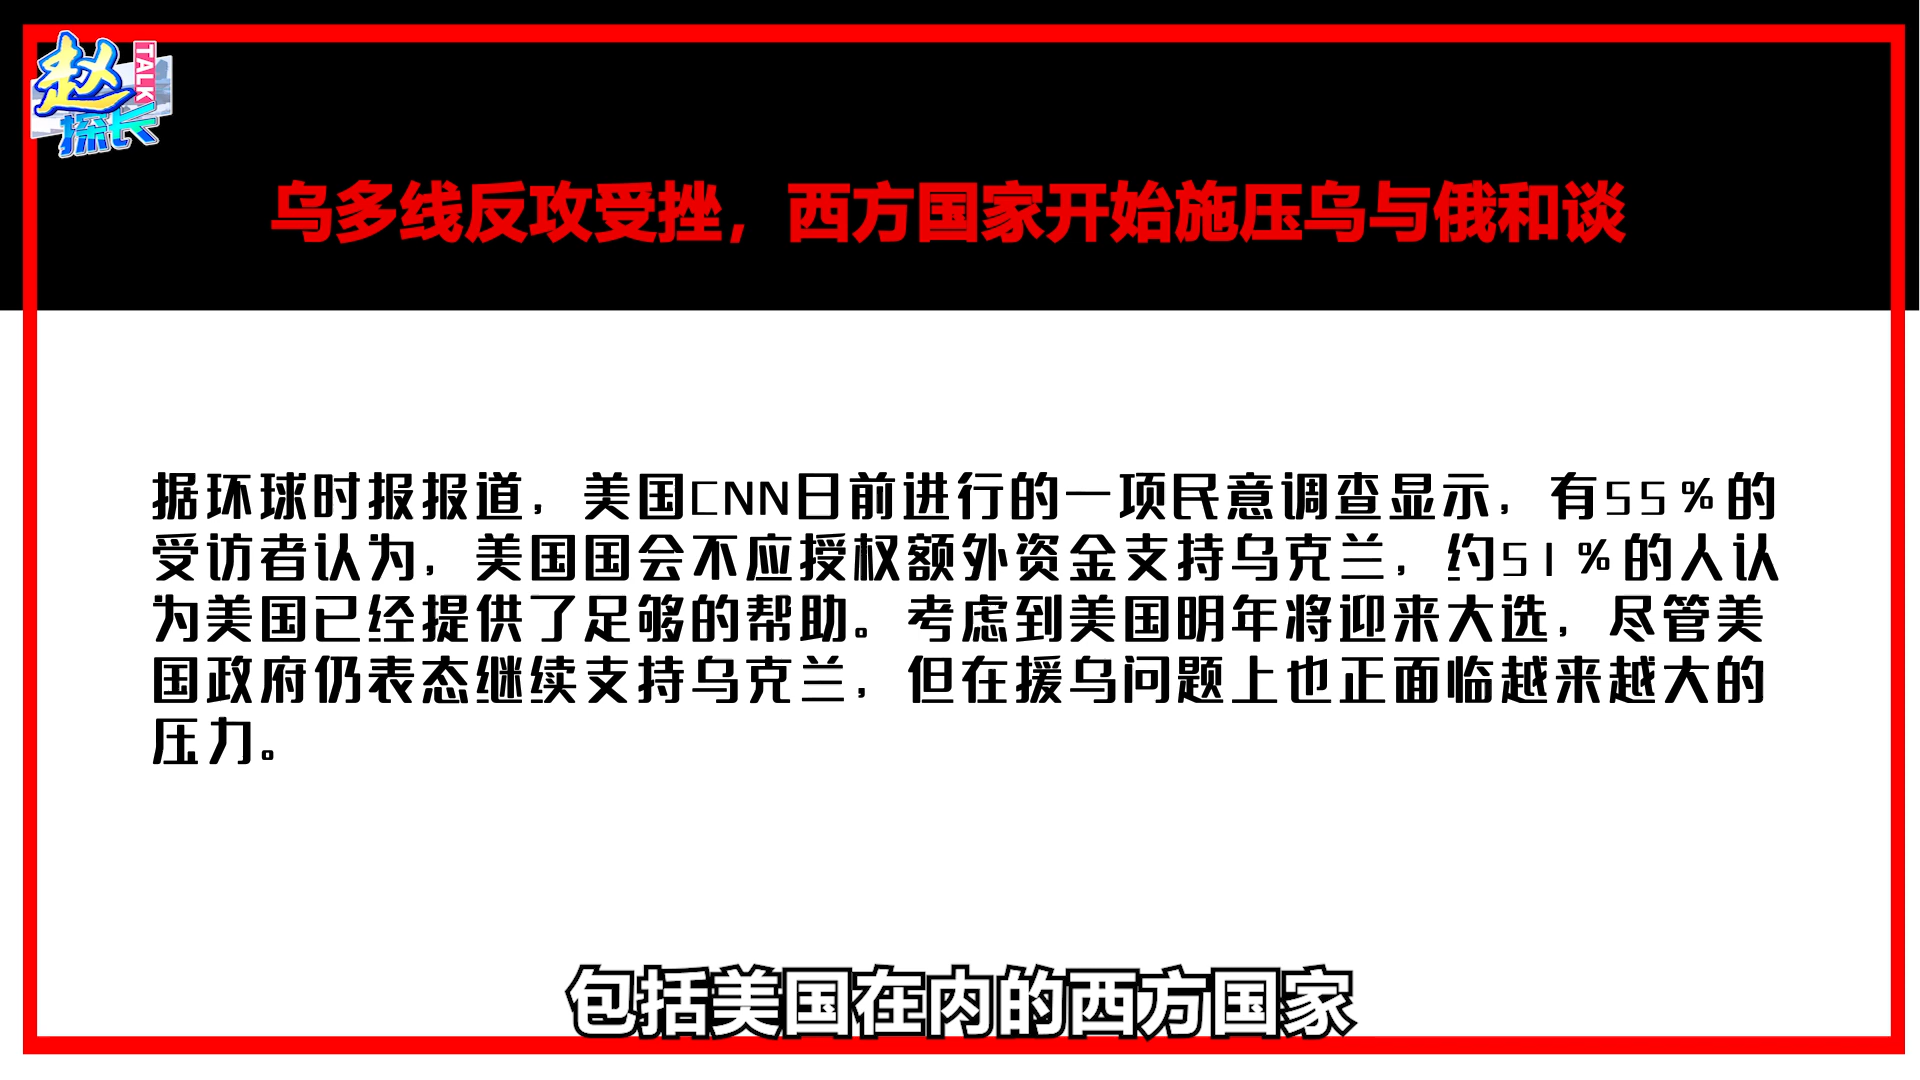 赵
TALK
探长
乌多线反攻受挫，西方国家开始施压乌与俄和谈
据环球时报报道，美国CNN日前进行的一项民意调查显示，有55%的
受访者认为，美国国会不应授权额外资金支持乌克兰，约51%的人认
为美国已经提供了足够的帮助。考虑到美国明年将迎来大选，尽管美
国政府仍表态继续支持乌克兰，但在援乌问题上也正面临越来越大的
压力。
包括美国在内的西方国家